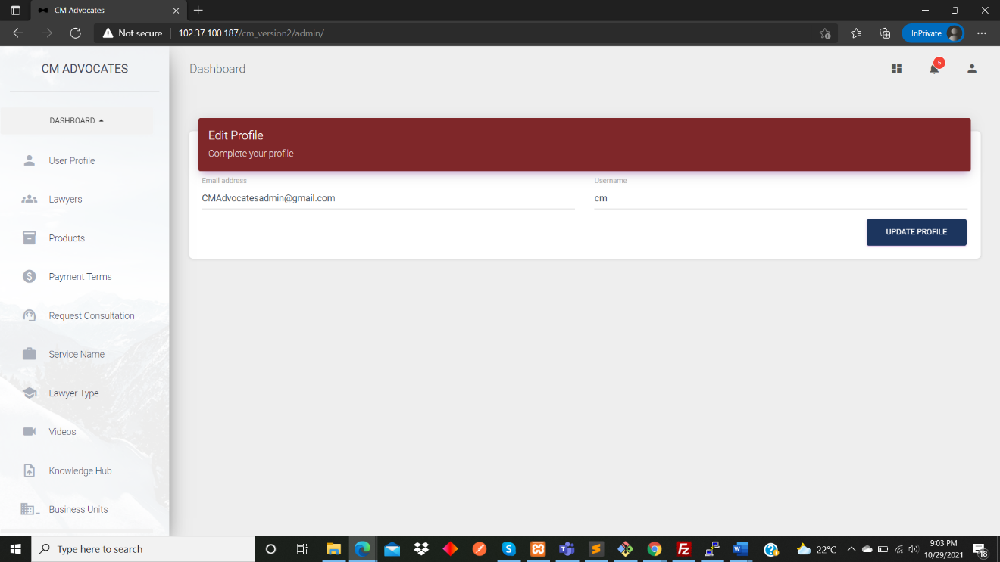 CM Advocates
Not secure 102.37.100.187/cm_version2/admin/
InPrivate
CM ADVOCATES
Dashboard
5
DASHBOARD
Edit Profile
Complete your profile
User Profile
Email address
Username
CMAdvocatesadmin@gmail.com
cm
Lawyers
UPDATE PROFILE
Products
Payment Terms
Request Consultation
Service Name
Lawyer Type
Videos
Knowledge Hub
Business Units
Type here to search
22°C
9:03 PM
10/29/2021
18